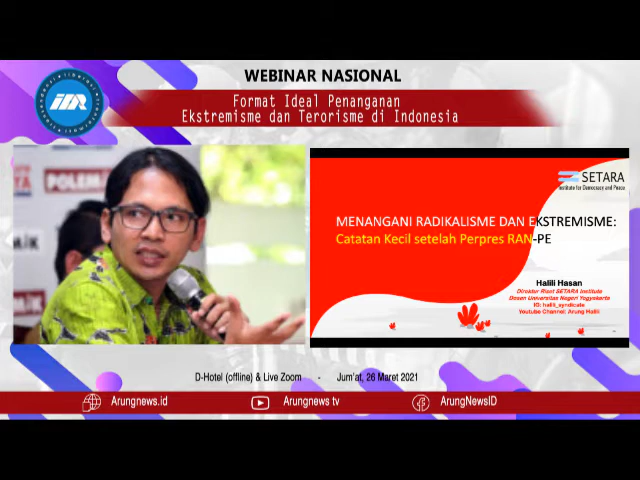 WEBINAR NASIONAL
Format Ideal Penanganan
Ekstremisme dan Terorisme di Indonesia
POLEMIK
SETARA
Institute for Democracy and Peace
MENANGANI RADIKALISME DAN EKSTREMISME:
Catatan Kecil setelah Perpres RAN-PE
Halili Hasan
Direktur Riset SETARA Institute
Dosen Universitas Negeri Yogyakarta
IG: halili_syndicate
Youtube Channel: Arung Halili
D-Hotel (offline) & Live Zoom - Jum'at, 26 Maret 2021
Arungnews.id
Arungnews tv
ArungNewsID